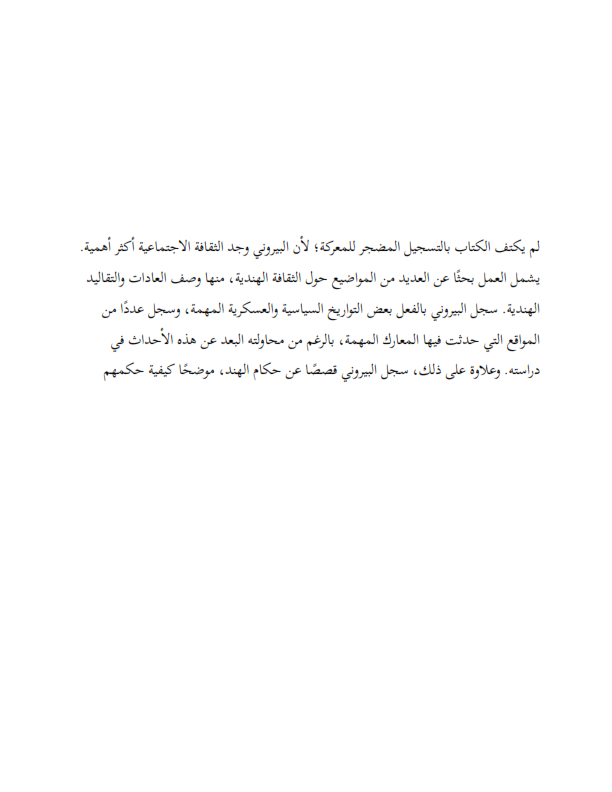 لم يكتف الكتاب بالتسجيل المضجر للمعركة؛ لأن البيروني وجد الثقافة الاجتماعية أكثر أهمية.
يشمل العمل بحثًا عن العديد من المواضيع حول الثقافة الهندية، منها وصف العادات والتقاليد
الهندية. سجل البيروني بالفعل بعض التواريخ السياسية والعسكرية المهمة، وسجل عددًا من
المواقع التي حدثت فيها المعارك المهمة، بالرغم من محاولته البعد عن هذه الأحداث في
دراسته. وعلاوة على ذلك، سجل البيروني قصصًا عن حكام الهند، موضحًا كيفية حكمهم